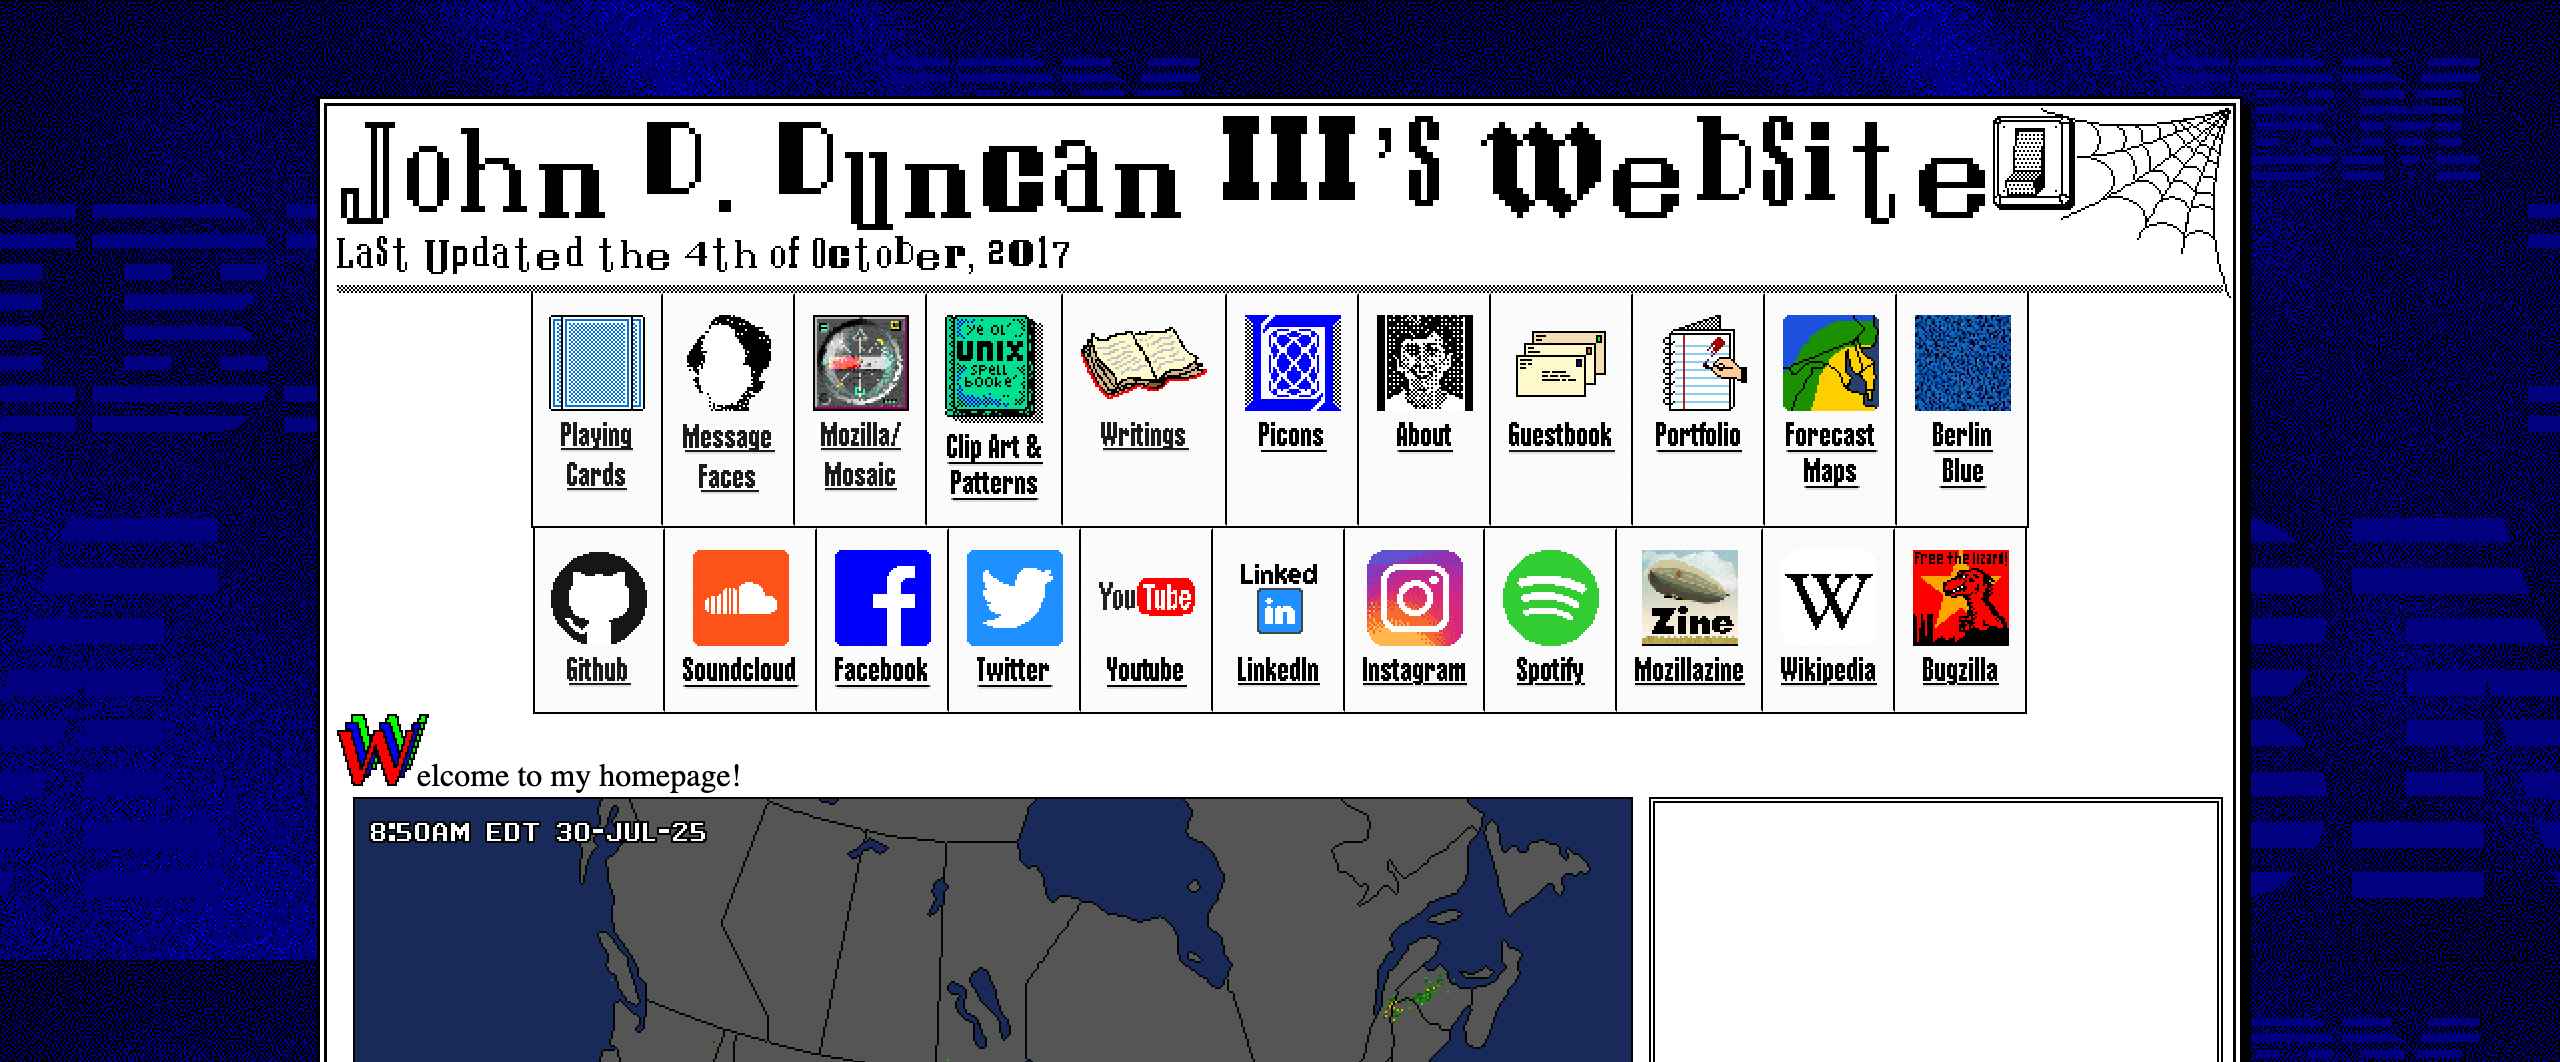 John D. Duncan III's Website
Last Updated the 4th of October, 2017
Playing
Cards
Message
Faces
Mozilla/
Mosaic
Ye Ol'
UNIX
Spell
Booke
Clip Art &
Patterns
Writings
Picons
About
Guestbook
Portfolio
Forecast
Maps
Berlin
Blue
Github
Soundcloud
Facebook
Twitter
YouTube
Youtube
Linked
in
LinkedIn
Instagram
Spotify
Zine
Mozillazine
W
Wikipedia
Free the lizard!
Bugzilla
Welcome to my homepage!
8:50AM EDT 30-JUL-25